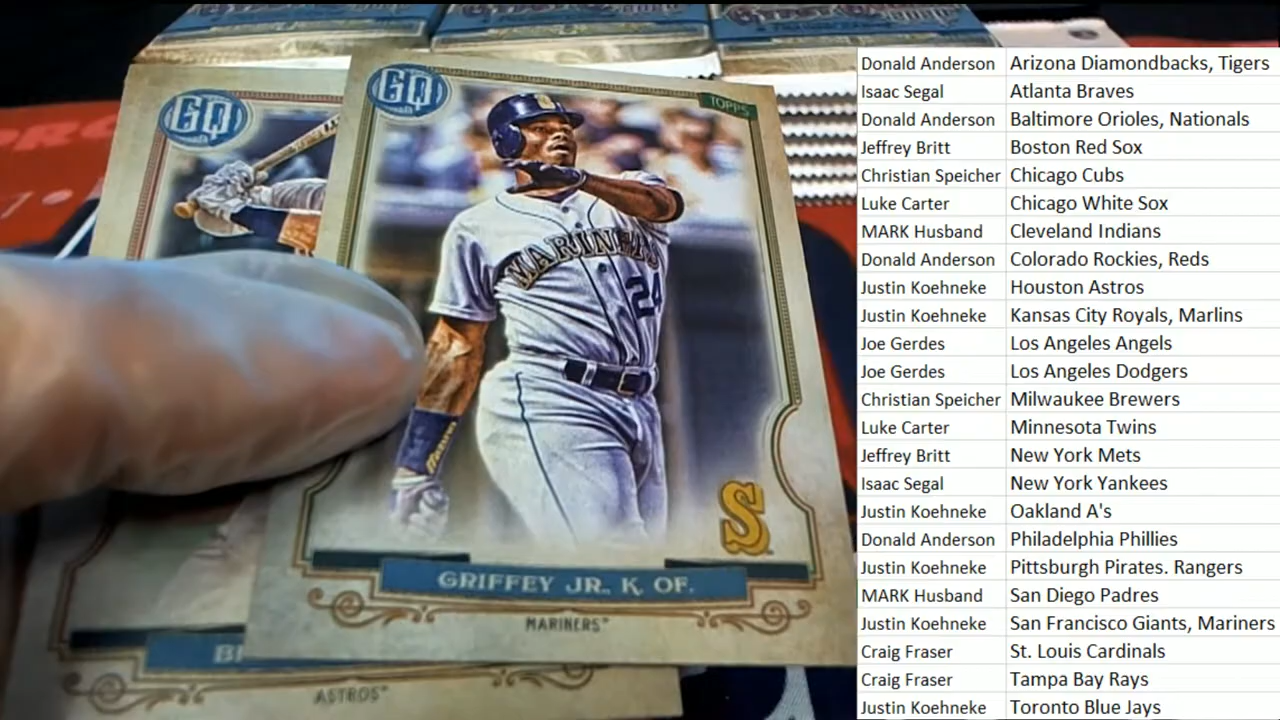 GQ
GQ
TOPPS
MARINERS
24
S
GRIFFEY JR., K. OF.
MARINERS™
ASTROS®
Donald Anderson Arizona Diamondbacks, Tigers
Isaac Segal Atlanta Braves
Donald Anderson Baltimore Orioles, Nationals
Jeffrey Britt Boston Red Sox
Christian Speicher Chicago Cubs
Luke Carter Chicago White Sox
MARK Husband Cleveland Indians
Donald Anderson Colorado Rockies, Reds
Justin Koehneke Houston Astros
Justin Koehneke Kansas City Royals, Marlins
Joe Gerdes Los Angeles Angels
Joe Gerdes Los Angeles Dodgers
Christian Speicher Milwaukee Brewers
Luke Carter Minnesota Twins
Jeffrey Britt New York Mets
Isaac Segal New York Yankees
Justin Koehneke Oakland A's
Donald Anderson Philadelphia Phillies
Justin Koehneke Pittsburgh Pirates. Rangers
MARK Husband San Diego Padres
Justin Koehneke San Francisco Giants, Mariners
Craig Fraser St. Louis Cardinals
Craig Fraser Tampa Bay Rays
Justin Koehneke Toronto Blue Jays